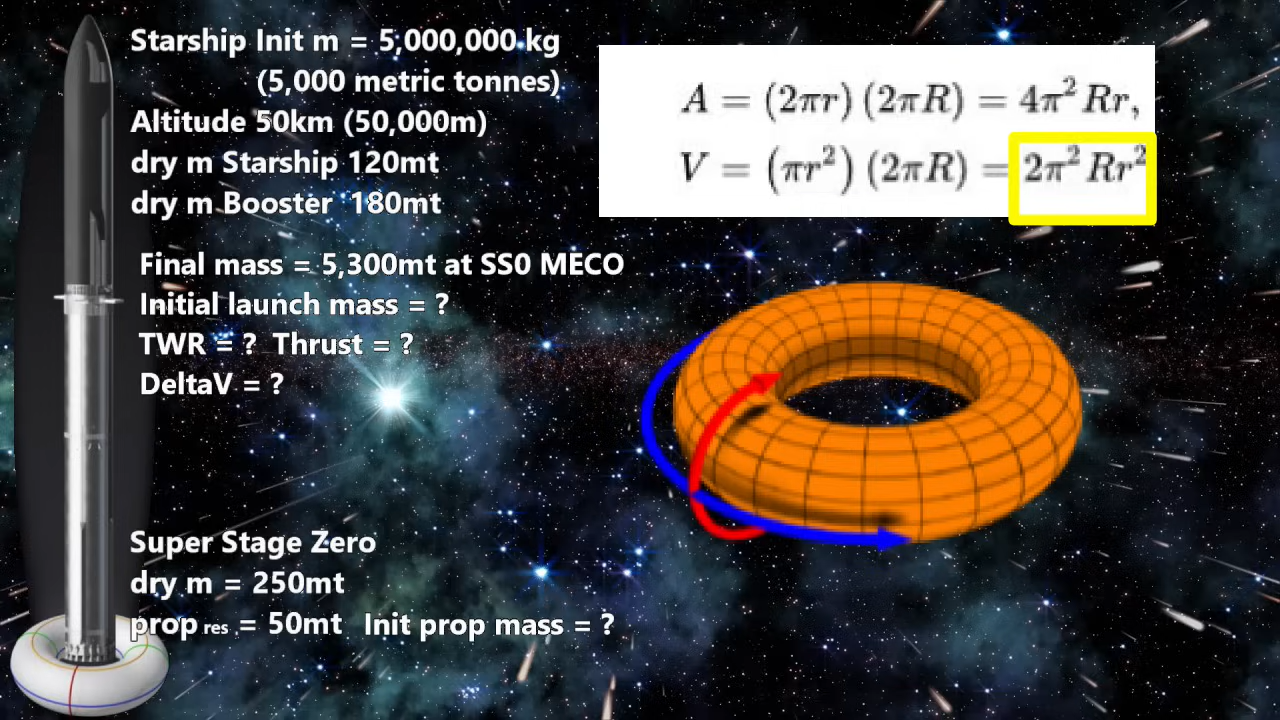 Starship Init m = 5,000,000 kg
(5,000 metric tonnes)
Altitude 50km (50,000m)
dry m Starship 120mt
dry m Booster 180mt
Final mass = 5,300mt at SS0 MECO
Initial launch mass = ?
TWR = ? Thrust = ?
DeltaV = ?
Super Stage Zero
dry m = 250mt
prop res = 50mt Init prop mass = ?
A = (2πr) (2πR) = 4π² Rr,
V = (πr²) (2πR) = 2π² Rr²